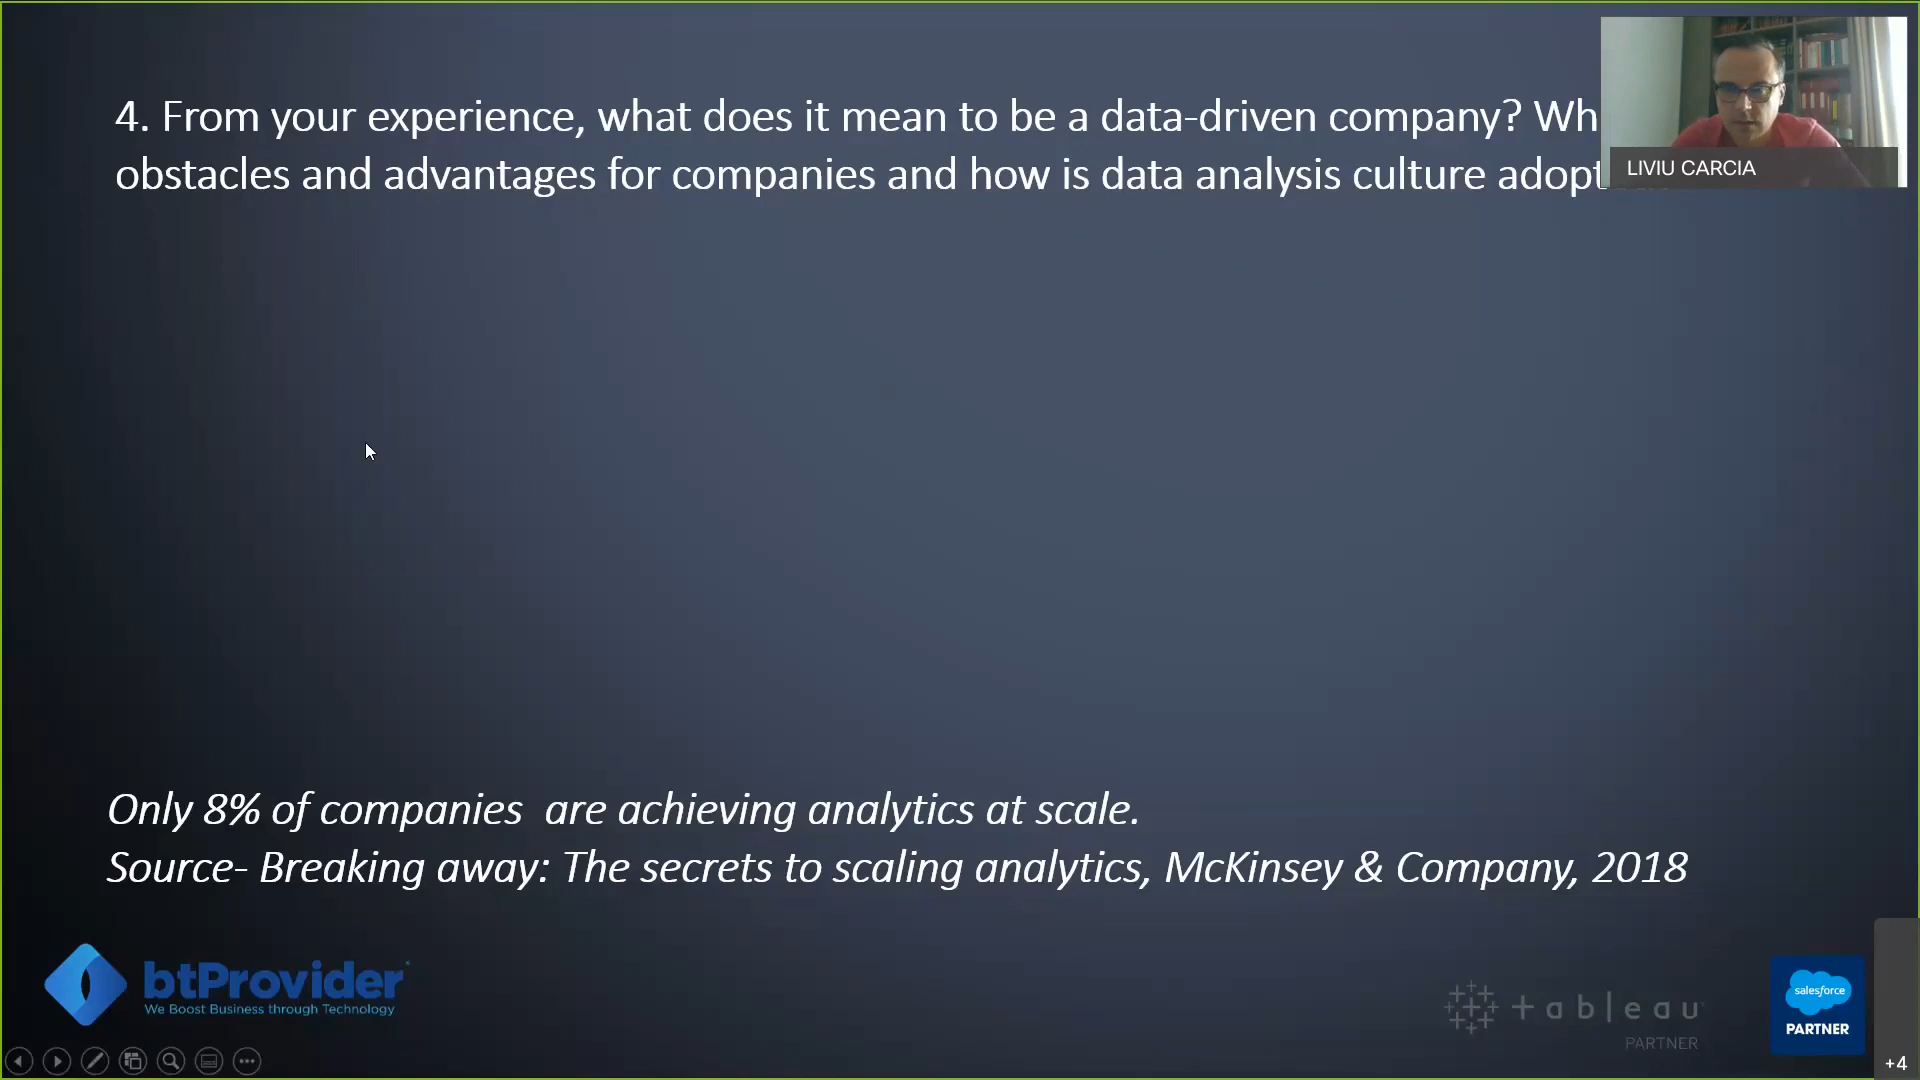 4. From your experience, what does it mean to be a data-driven company? Wh
obstacles and advantages for companies and how is data analysis culture adopt
LIVIU CARCIA
Only 8% of companies  are achieving analytics at scale.
Source- Breaking away: The secrets to scaling analytics, McKinsey & Company, 2018
btProvider
We Boost Business through Technology
+ab|eau
PARTNER
salesforce
PARTNER
+4